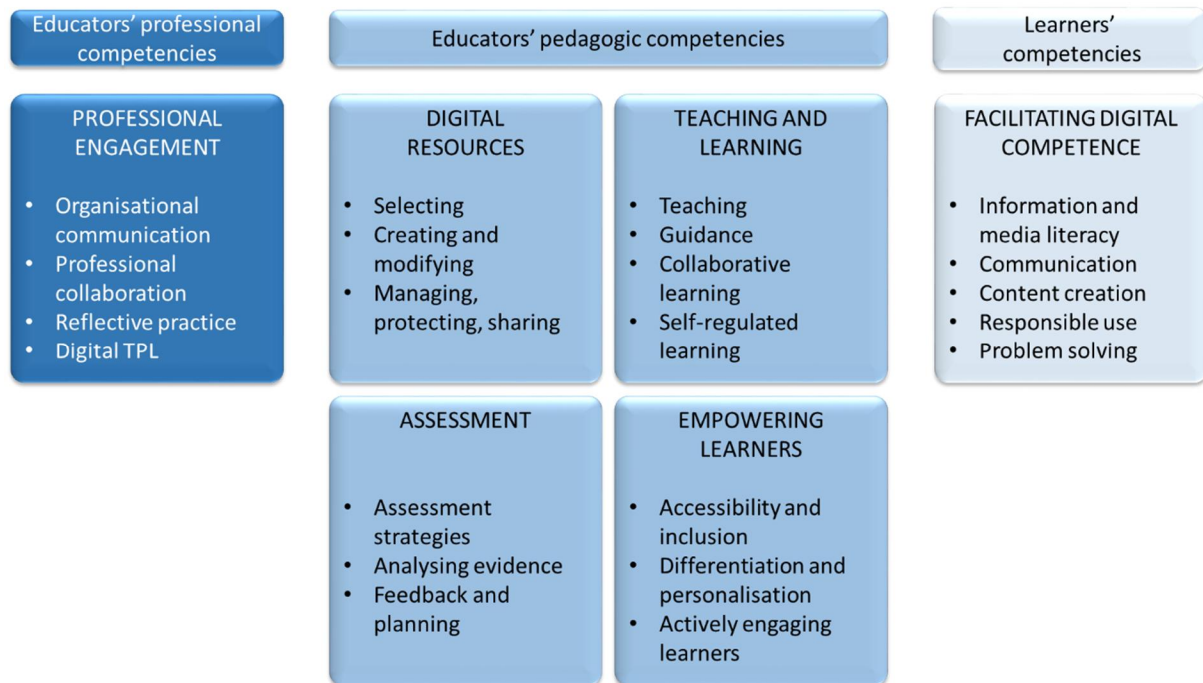 Educators' professional
competencies
Educators' pedagogic competencies
Learners'
competencies
PROFESSIONAL
ENGAGEMENT
• Organisational
communication
• Professional
collaboration
• Reflective practice
• Digital TPL
DIGITAL
RESOURCES
• Selecting
• Creating and
modifying
• Managing,
protecting, sharing
TEACHING AND
LEARNING
• Teaching
• Guidance
• Collaborative
learning
• Self-regulated
learning
FACILITATING DIGITAL
COMPETENCE
• Information and
media literacy
• Communication
• Content creation
• Responsible use
• Problem solving
ASSESSMENT
• Assessment
strategies
• Analysing evidence
• Feedback and
planning
EMPOWERING
LEARNERS
• Accessibility and
inclusion
• Differentiation and
personalisation
• Actively engaging
learners